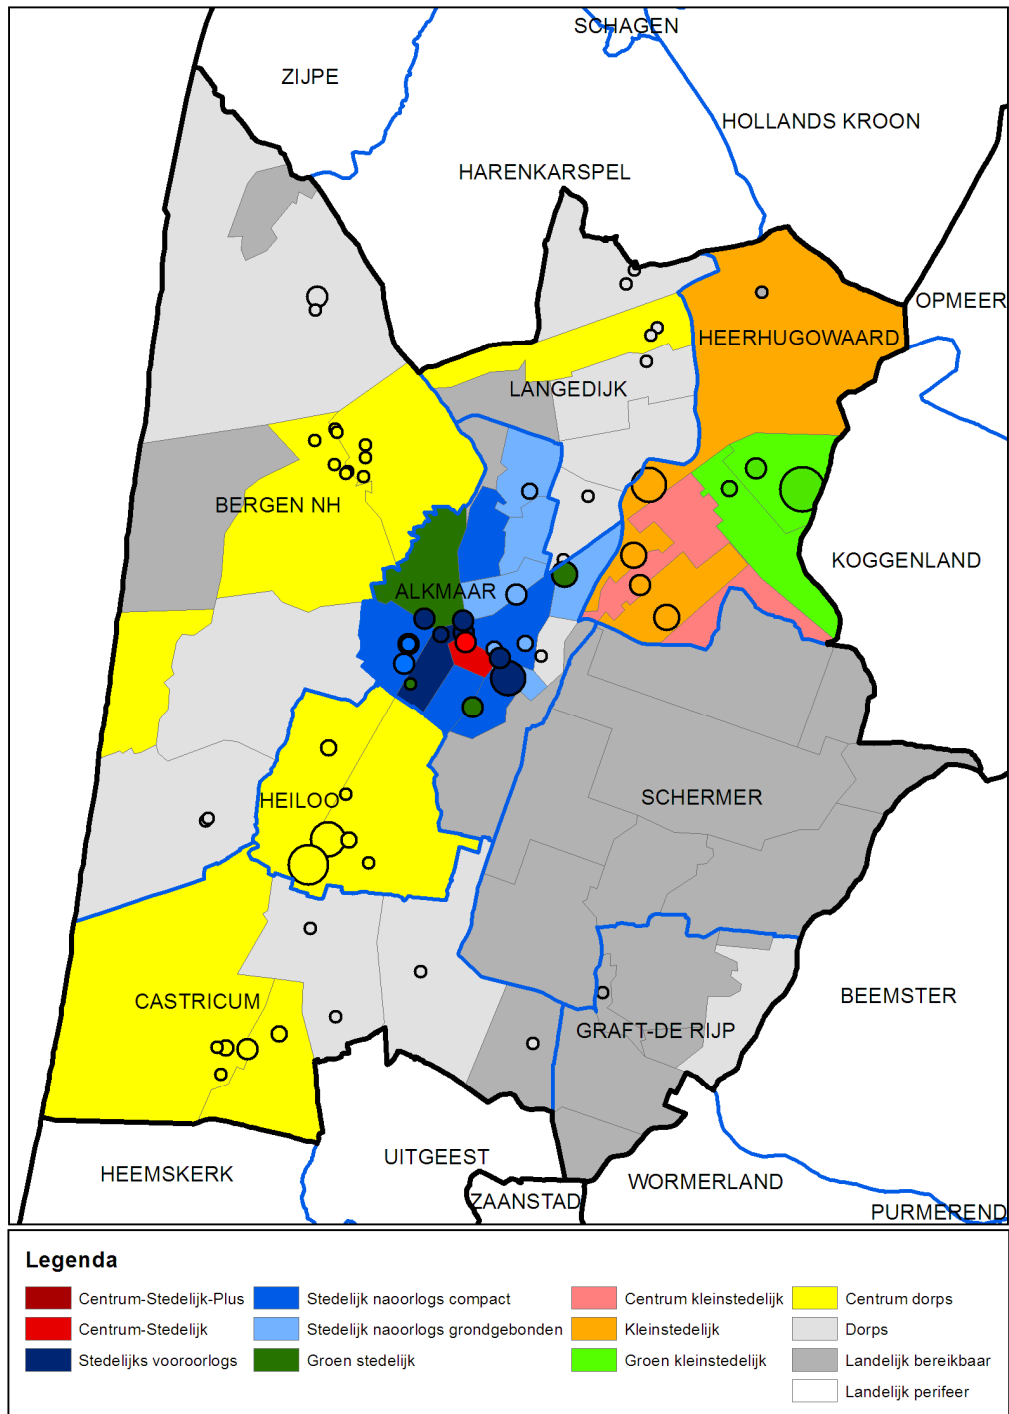 SCHAGEN
ZIJPE
HOLLANDS KROON
HARENKARSPEL
OPMEER
HEERHUGOWAARD
LANGEDIJK
BERGEN NH
KOGGENLAND
ALKMAAR
SCHERMER
HEILOO
BEEMSTER
CASTRICUM
GRAFT-DE RIJP
UITGEEST
HEEMSKERK
WORMERLAND
ZAANSTAD
PURMEREND
Legenda
Centrum-Stedelijk-Plus
Centrum-Stedelijk
Stedelijks vooroorlogs
Stedelijk naoorlogs compact
Stedelijk naoorlogs grondgebonden
Groen stedelijk
Centrum kleinstedelijk
Kleinstedelijk
Groen kleinstedelijk
Centrum dorps
Dorps
Landelijk bereikbaar
Landelijk perifeer